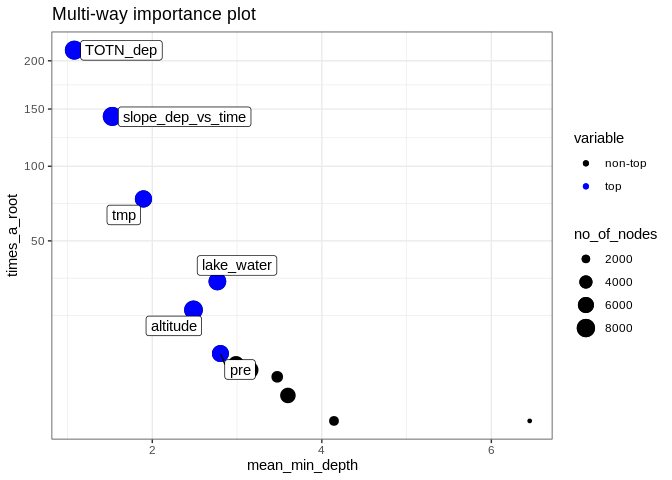 Multi-way importance plot
200
150
100
50
times_a_root
TOTN_dep
slope_dep_vs_time
tmp
lake_water
altitude
pre
2
4
6
mean_min_depth
variable
non-top
top
no_of_nodes
2000
4000
6000
8000